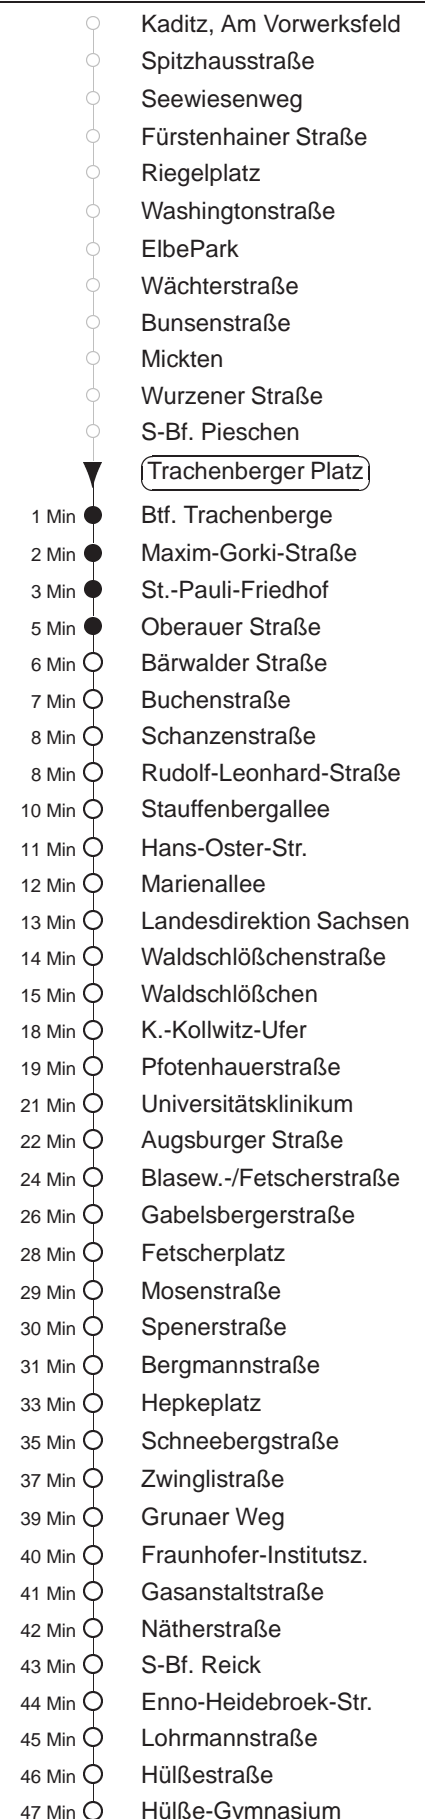 Kaditz, Am Vorwerksfeld
Spitzhausstraße
Seewiesenweg
Fürstenhainer Straße
Riegelplatz
Washingtonstraße
ElbePark
Wächterstraße
Bunsenstraße
Mickten
Wurzener Straße
S-Bf. Pieschen
Trachenberger Platz
1 Min Btf. Trachenberge
2 Min Maxim-Gorki-Straße
3 Min St.-Pauli-Friedhof
5 Min Oberauer Straße
6 Min Bärwalder Straße
7 Min Buchenstraße
8 Min Schanzenstraße
8 Min Rudolf-Leonhard-Straße
10 Min Stauffenbergallee
11 Min Hans-Oster-Str.
12 Min Marienallee
13 Min Landesdirektion Sachsen
14 Min Waldschlößchenstraße
15 Min Waldschlößchen
18 Min K.-Kollwitz-Ufer
19 Min Pfotenhauerstraße
21 Min Universitätsklinikum
22 Min Augsburger Straße
24 Min Blasew.-/Fetscherstraße
26 Min Gabelsbergerstraße
28 Min Fetscherplatz
29 Min Mosenstraße
30 Min Spenerstraße
31 Min Bergmannstraße
33 Min Hepkeplatz
35 Min Schneebergstraße
37 Min Zwinglistraße
39 Min Grunaer Weg
40 Min Fraunhofer-Institutsz.
41 Min Gasanstaltstraße
42 Min Nätherstraße
43 Min S-Bf. Reick
44 Min Enno-Heidebroek-Str.
45 Min Lohrmannstraße
46 Min Hülßestraße
47 Min Hülße-Gymnasium